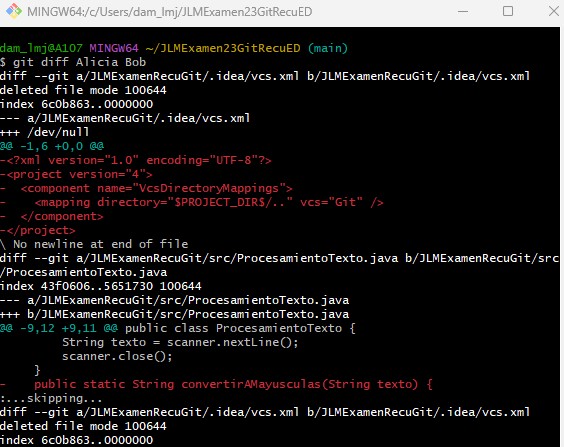 MINGW64:/c/Users/dam_lmj/JLMExamen23GitRecuED
dam_lmj@A107 MINGW64 ~/JLMExamen23GitRecuED (main)
$ git diff Alicia Bob
diff --git a/JLMExamenRecuGit/.idea/vcs.xml b/JLMExamenRecuGit/.idea/vcs.xml
deleted file mode 100644
index 6c0b863..0000000
--- a/JLMExamenRecuGit/.idea/vcs.xml
+++ /dev/null
@@ -1,6 +0,0 @@
-<?xml version="1.0" encoding="UTF-8"?>
-<project version="4">
-  <component name="VcsDirectoryMappings">
-    <mapping directory="$PROJECT_DIR$/.." vcs="Git" />
-  </component>
-</project>
\ No newline at end of file
diff --git a/JLMExamenRecuGit/src/ProcesamientoTexto.java b/JLMExamenRecuGit/src
/ProcesamientoTexto.java
index 43f0606..5651730 100644
--- a/JLMExamenRecuGit/src/ProcesamientoTexto.java
+++ b/JLMExamenRecuGit/src/ProcesamientoTexto.java
@@ -9,12 +9,11 @@ public class ProcesamientoTexto {
         String texto = scanner.nextLine();
         scanner.close();
     }
-    public static String convertirAMayusculas(String texto) {
:...skipping...
diff --git a/JLMExamenRecuGit/.idea/vcs.xml b/JLMExamenRecuGit/.idea/vcs.xml
deleted file mode 100644
index 6c0b863..0000000